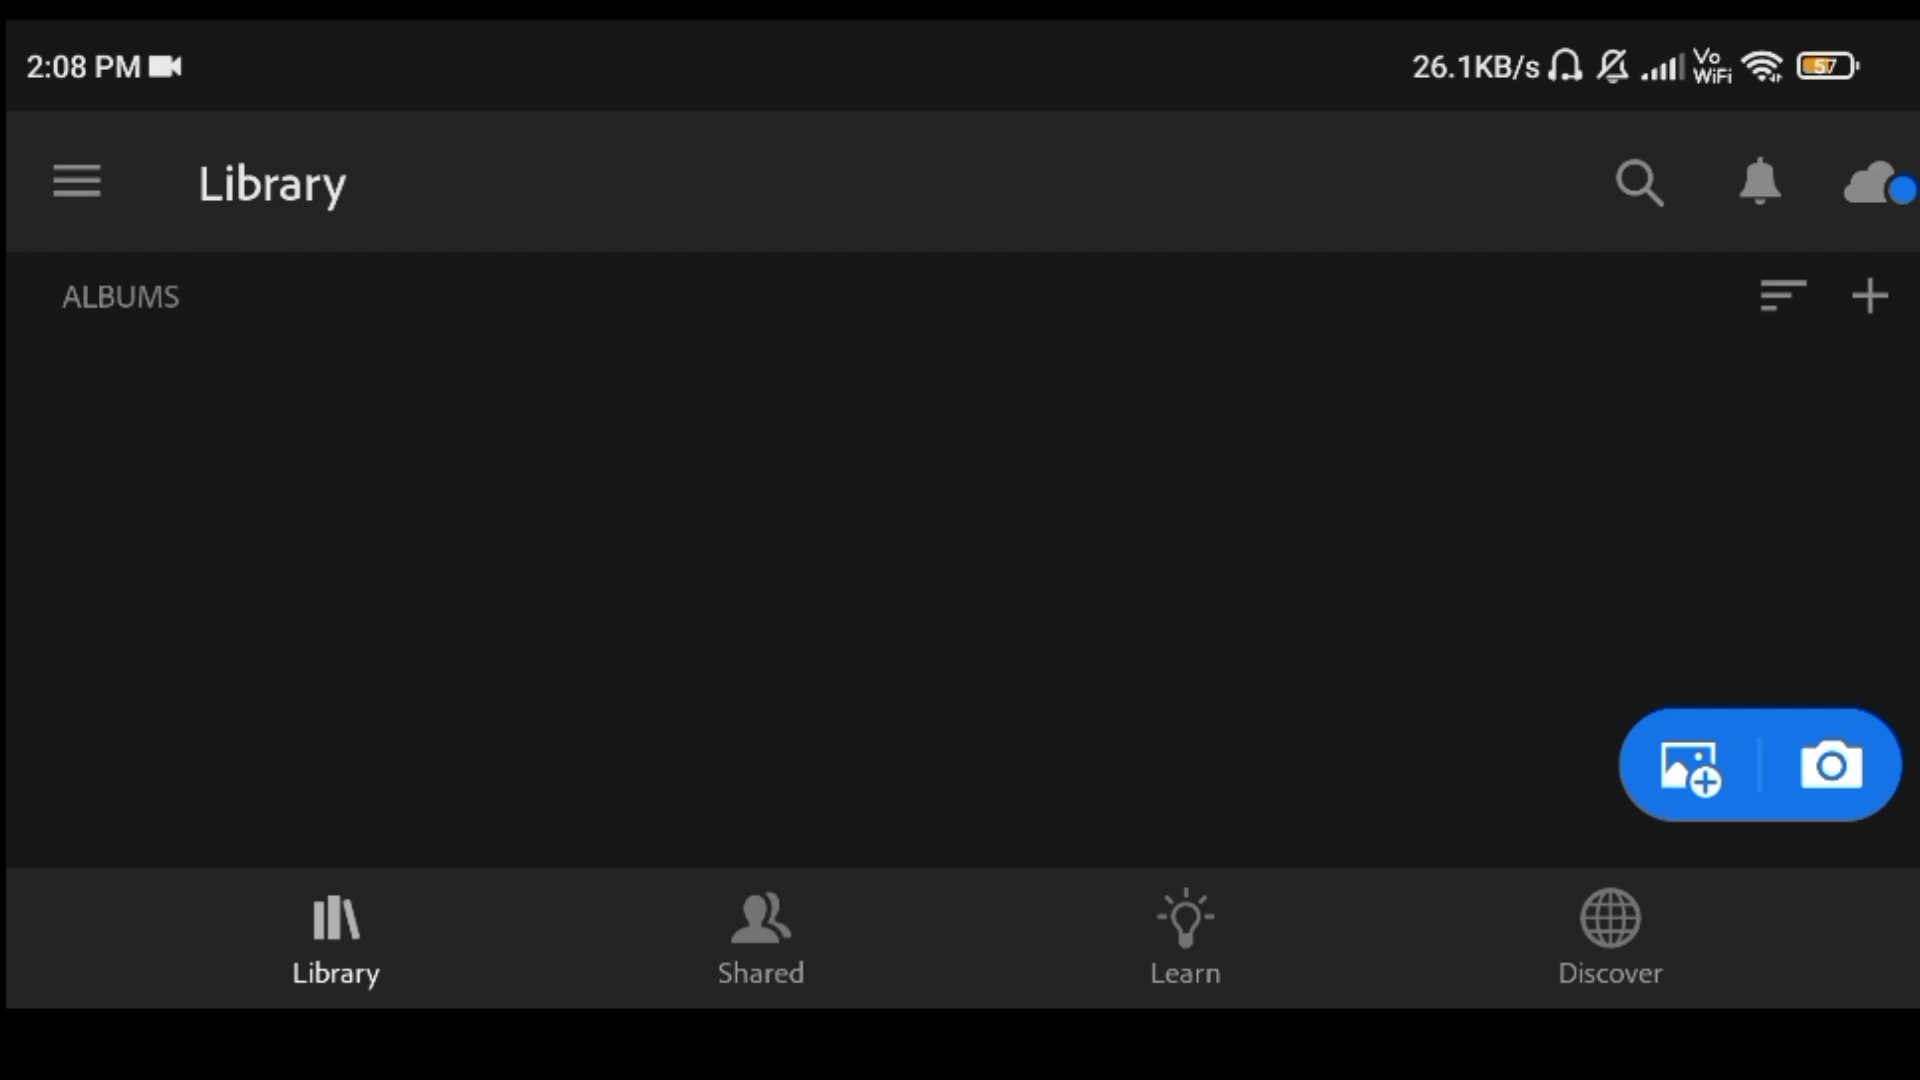 2:08 PM 26.1KB/s Vo WiFi 57
Library
ALBUMS
Library Shared Learn Discover